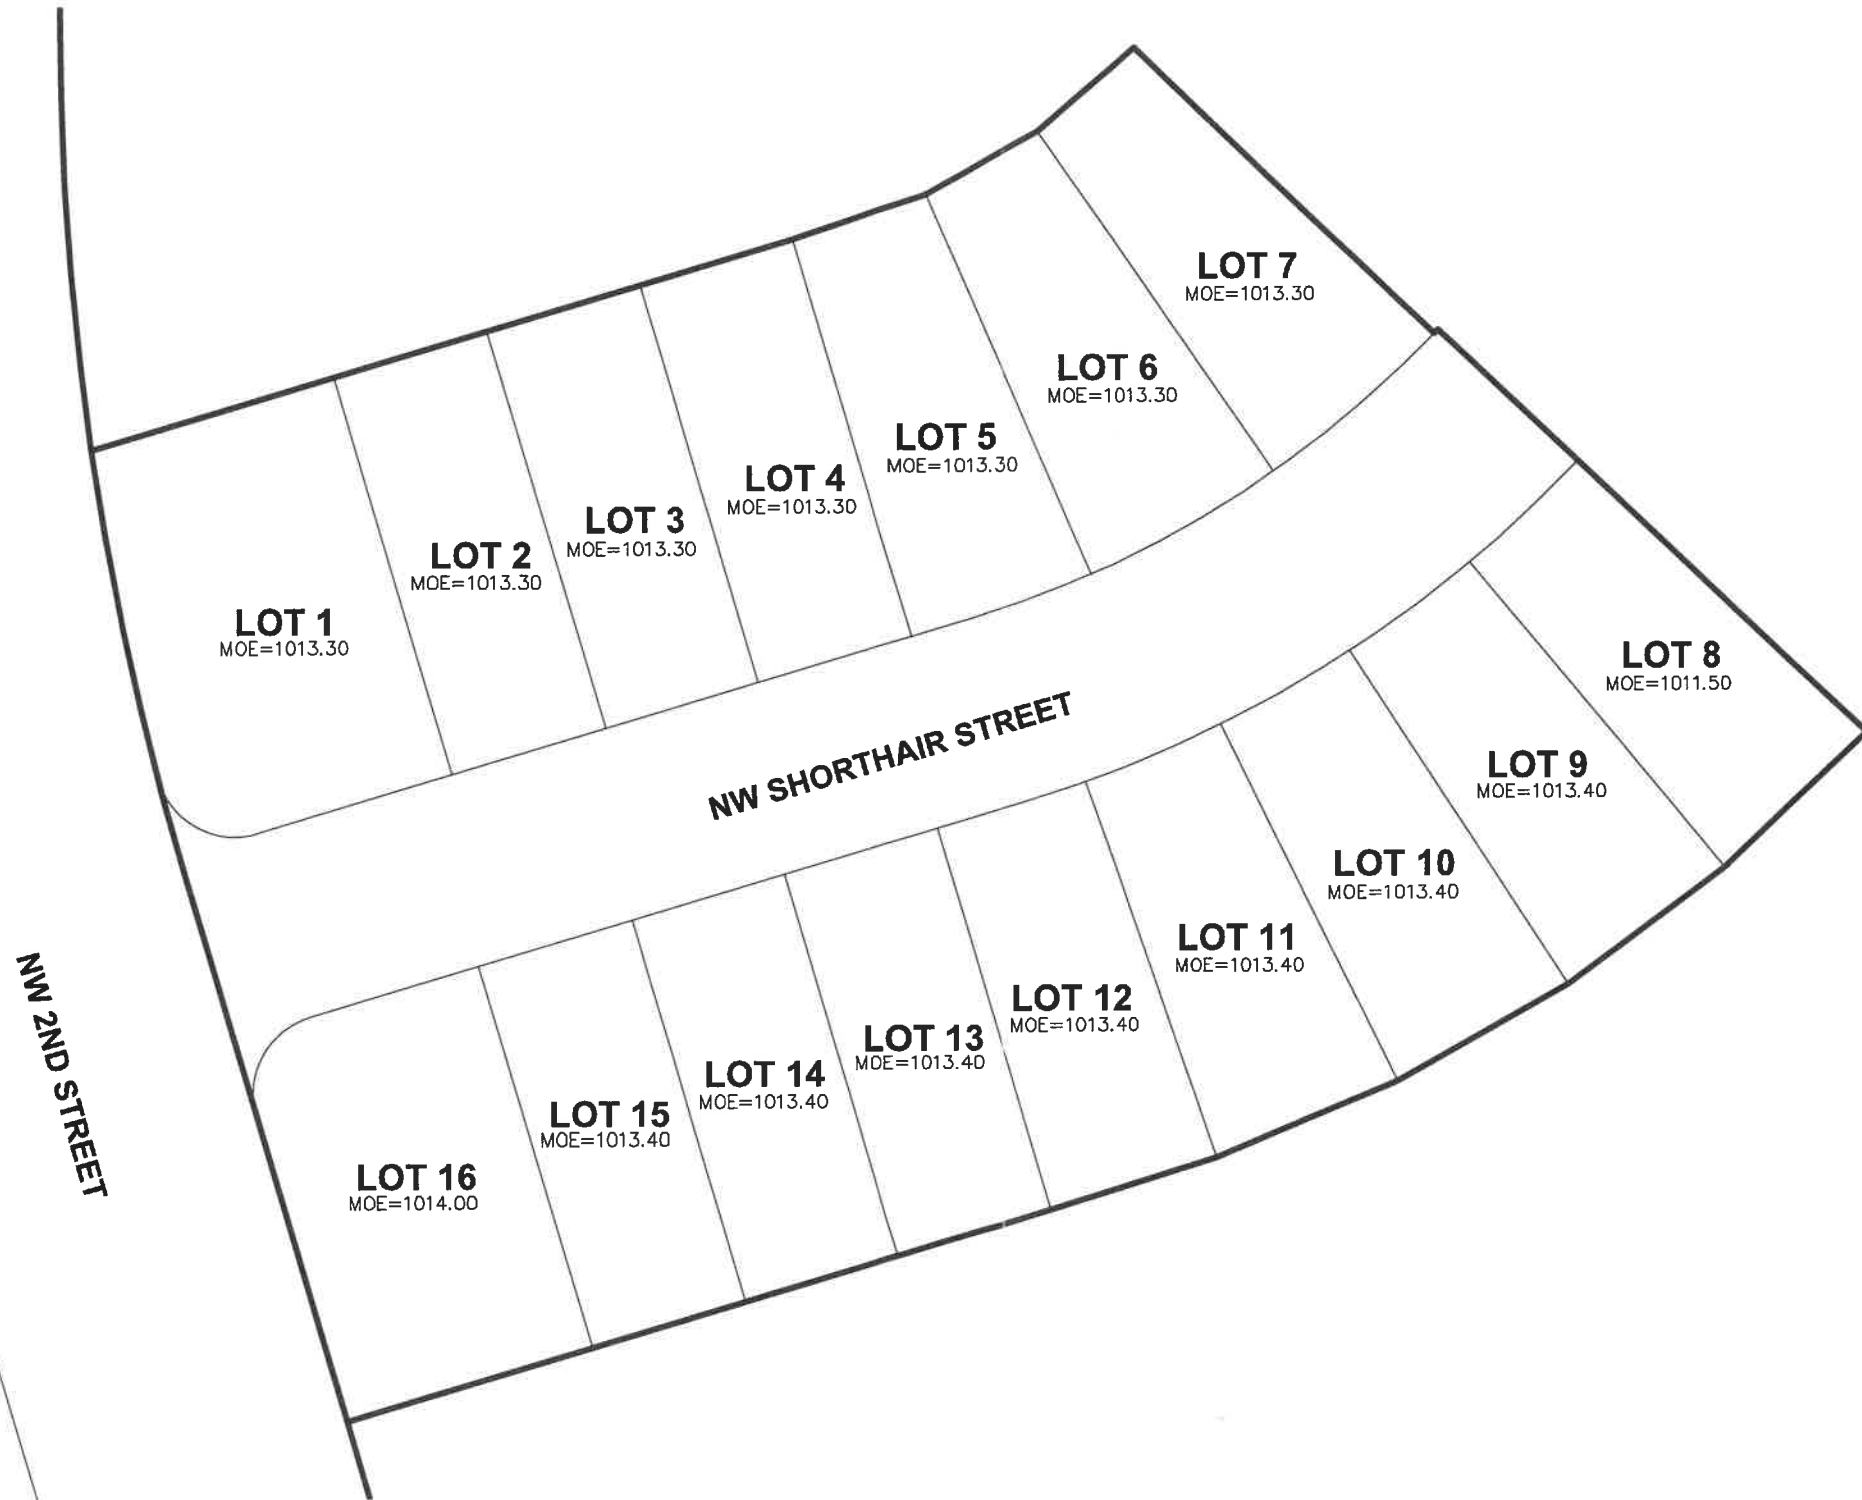 LOT 7
MOE=1013.30
LOT 6
MOE=1013.30
LOT 5
MOE=1013.30
LOT 4
MOE=1013.30
LOT 3
MOE=1013.30
LOT 2
MOE=1013.30
LOT 1
MOE=1013.30
NW SHORTHAIR STREET
LOT 8
MOE=1011.50
LOT 9
MOE=1013.40
LOT 10
MOE=1013.40
LOT 11
MOE=1013.40
LOT 12
MOE=1013.40
LOT 13
MOE=1013.40
LOT 14
MOE=1013.40
LOT 15
MOE=1013.40
LOT 16
MOE=1014.00
NW 2ND STREET